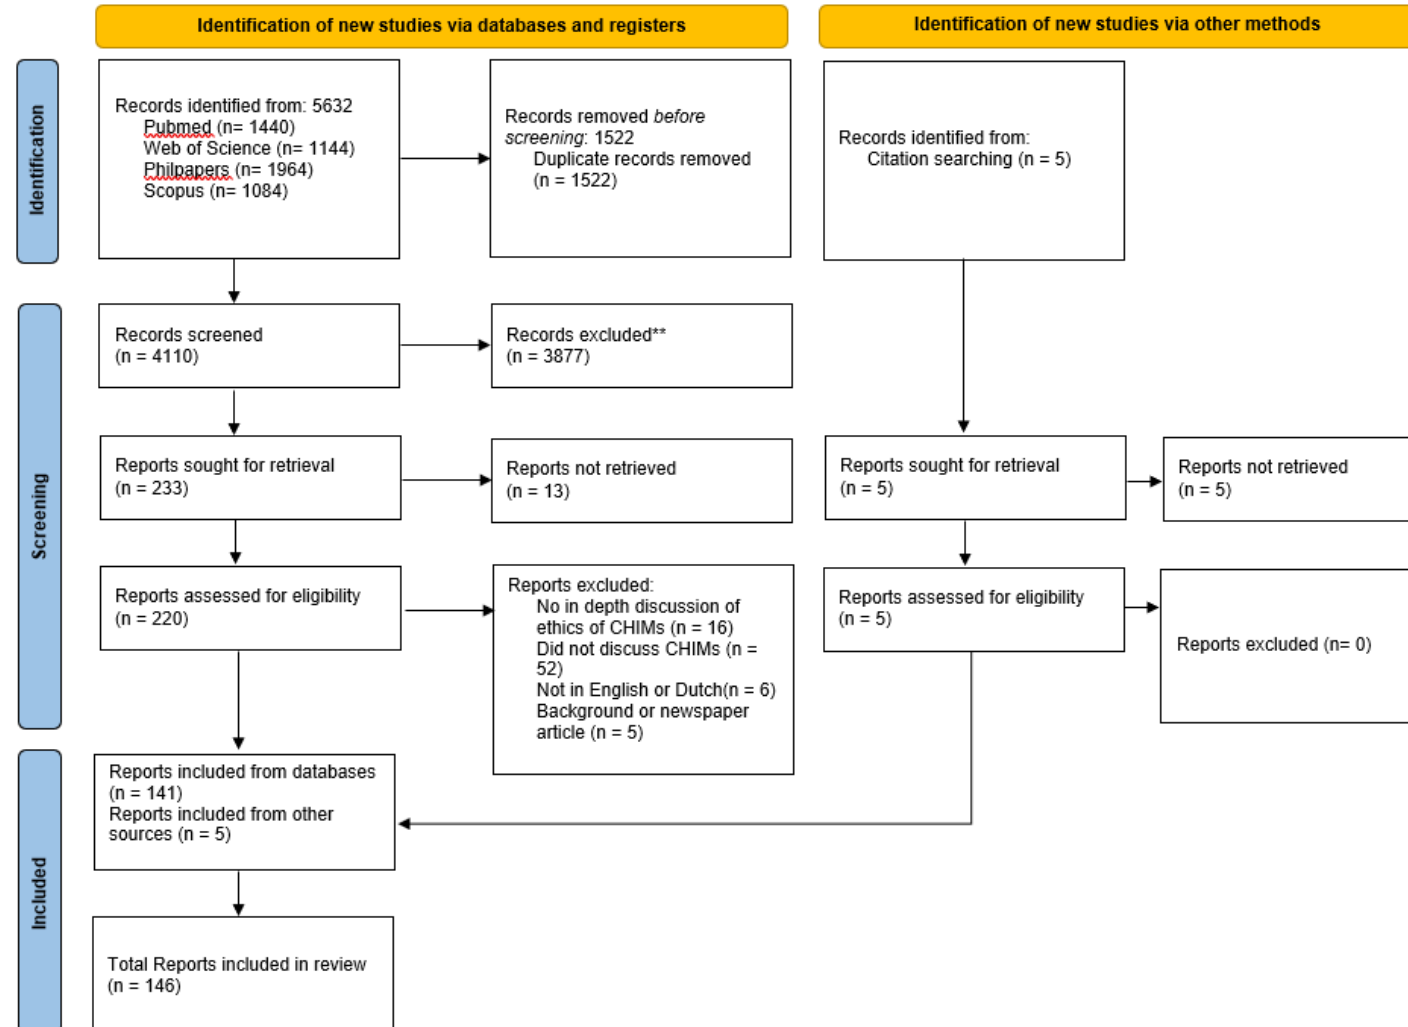 Identification of new studies via databases and registers
Identification of new studies via other methods
Identification
Records identified from: 5632
Pubmed (n= 1440)
Web of Science (n= 1144)
Philpapers (n= 1964)
Scopus (n= 1084)
Records removed before
screening: 1522
Duplicate records removed
(n = 1522)
Records identified from:
Citation searching (n = 5)
Screening
Records screened
(n = 4110)
Records excluded**
(n = 3877)
Reports sought for retrieval
(n = 233)
Reports not retrieved
(n = 13)
Reports sought for retrieval
(n = 5)
Reports not retrieved
(n = 5)
Reports assessed for eligibility
(n = 220)
Reports excluded:
No in depth discussion of
ethics of CHIMs (n = 16)
Did not discuss CHIMs (n =
52)
Not in English or Dutch(n = 6)
Background or newspaper
article (n = 5)
Reports assessed for eligibility
(n = 5)
Reports excluded (n= 0)
Included
Reports included from databases
(n = 141)
Reports included from other
sources (n = 5)
Total Reports included in review
(n = 146)